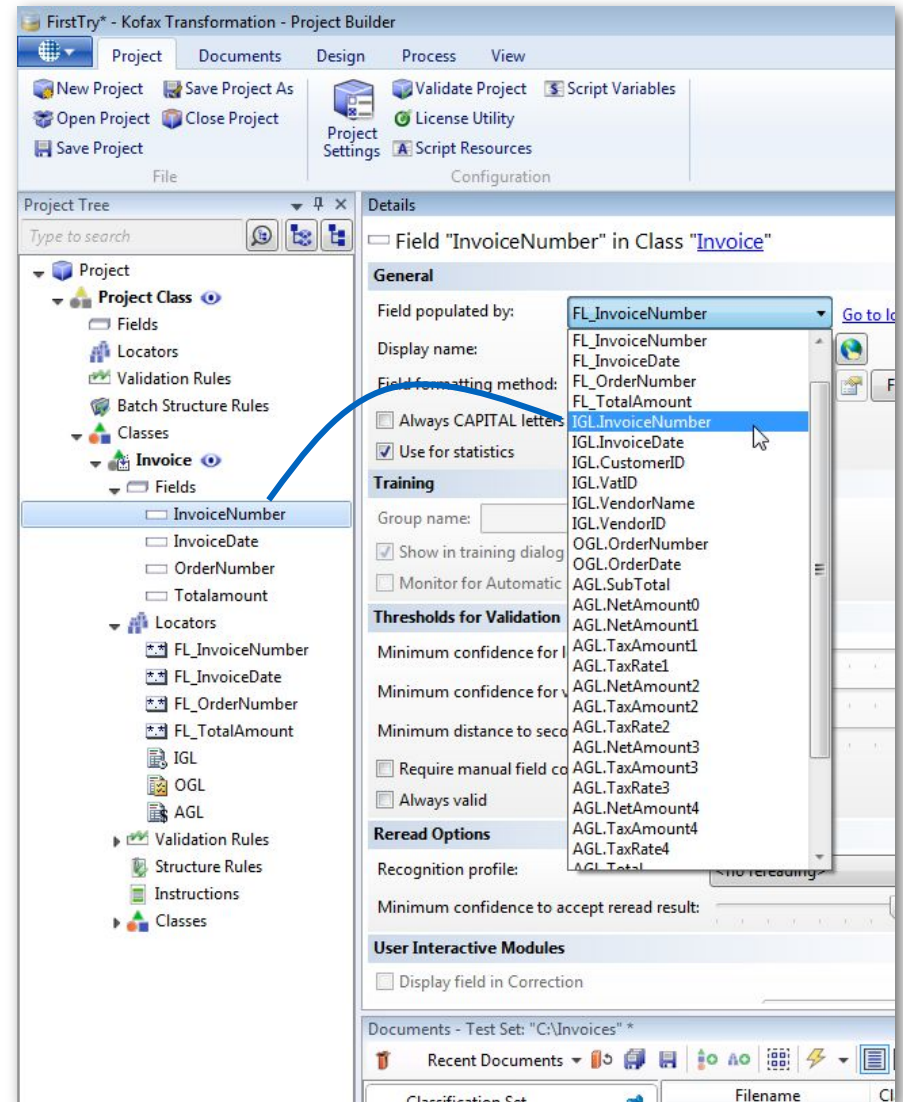 FirstTry* - Kofax Transformation - Project Builder
Project Documents Design Process View
New Project Save Project As
Open Project Close Project
Save Project
File
Project Settings
Validate Project Script Variables
License Utility
Script Resources
Configuration
Project Tree
Type to search
Project
Project Class
Fields
Locators
Validation Rules
Batch Structure Rules
Classes
Invoice
Fields
InvoiceNumber
InvoiceDate
OrderNumber
Totalamount
Locators
FL_InvoiceNumber
FL_InvoiceDate
FL_OrderNumber
FL_TotalAmount
IGL
OGL
AGL
Validation Rules
Structure Rules
Instructions
Classes
Details
Field "InvoiceNumber" in Class "Invoice"
General
Field populated by: FL_InvoiceNumber Go to
Display name:
Field formatting method: F
Always CAPITAL letters
Use for statistics
Training
Group name:
Show in training dialog
Monitor for Automatic
Thresholds for Validation
Minimum confidence for
Minimum confidence for
Minimum distance to
Require manual field
Always valid
Reread Options
Recognition profile: <no rereading>
Minimum confidence to accept reread result:
User Interactive Modules
Display field in Correction
FL_InvoiceNumber
FL_InvoiceDate
FL_OrderNumber
FL_TotalAmount
IGL.InvoiceNumber
IGL.InvoiceDate
IGL.CustomerID
IGL.VatID
IGL.VendorName
IGL.VendorID
OGL.OrderNumber
OGL.OrderDate
AGL.SubTotal
AGL.NetAmount0
AGL.NetAmount1
AGL.TaxAmount1
AGL.TaxRate1
AGL.NetAmount2
AGL.TaxAmount2
AGL.TaxRate2
AGL.NetAmount3
AGL.TaxAmount3
AGL.TaxRate3
AGL.NetAmount4
AGL.TaxAmount4
AGL.TaxRate4
AGL.Total
Documents - Test Set: "C:\Invoices" *
Recent Documents
Classification Set
Filename